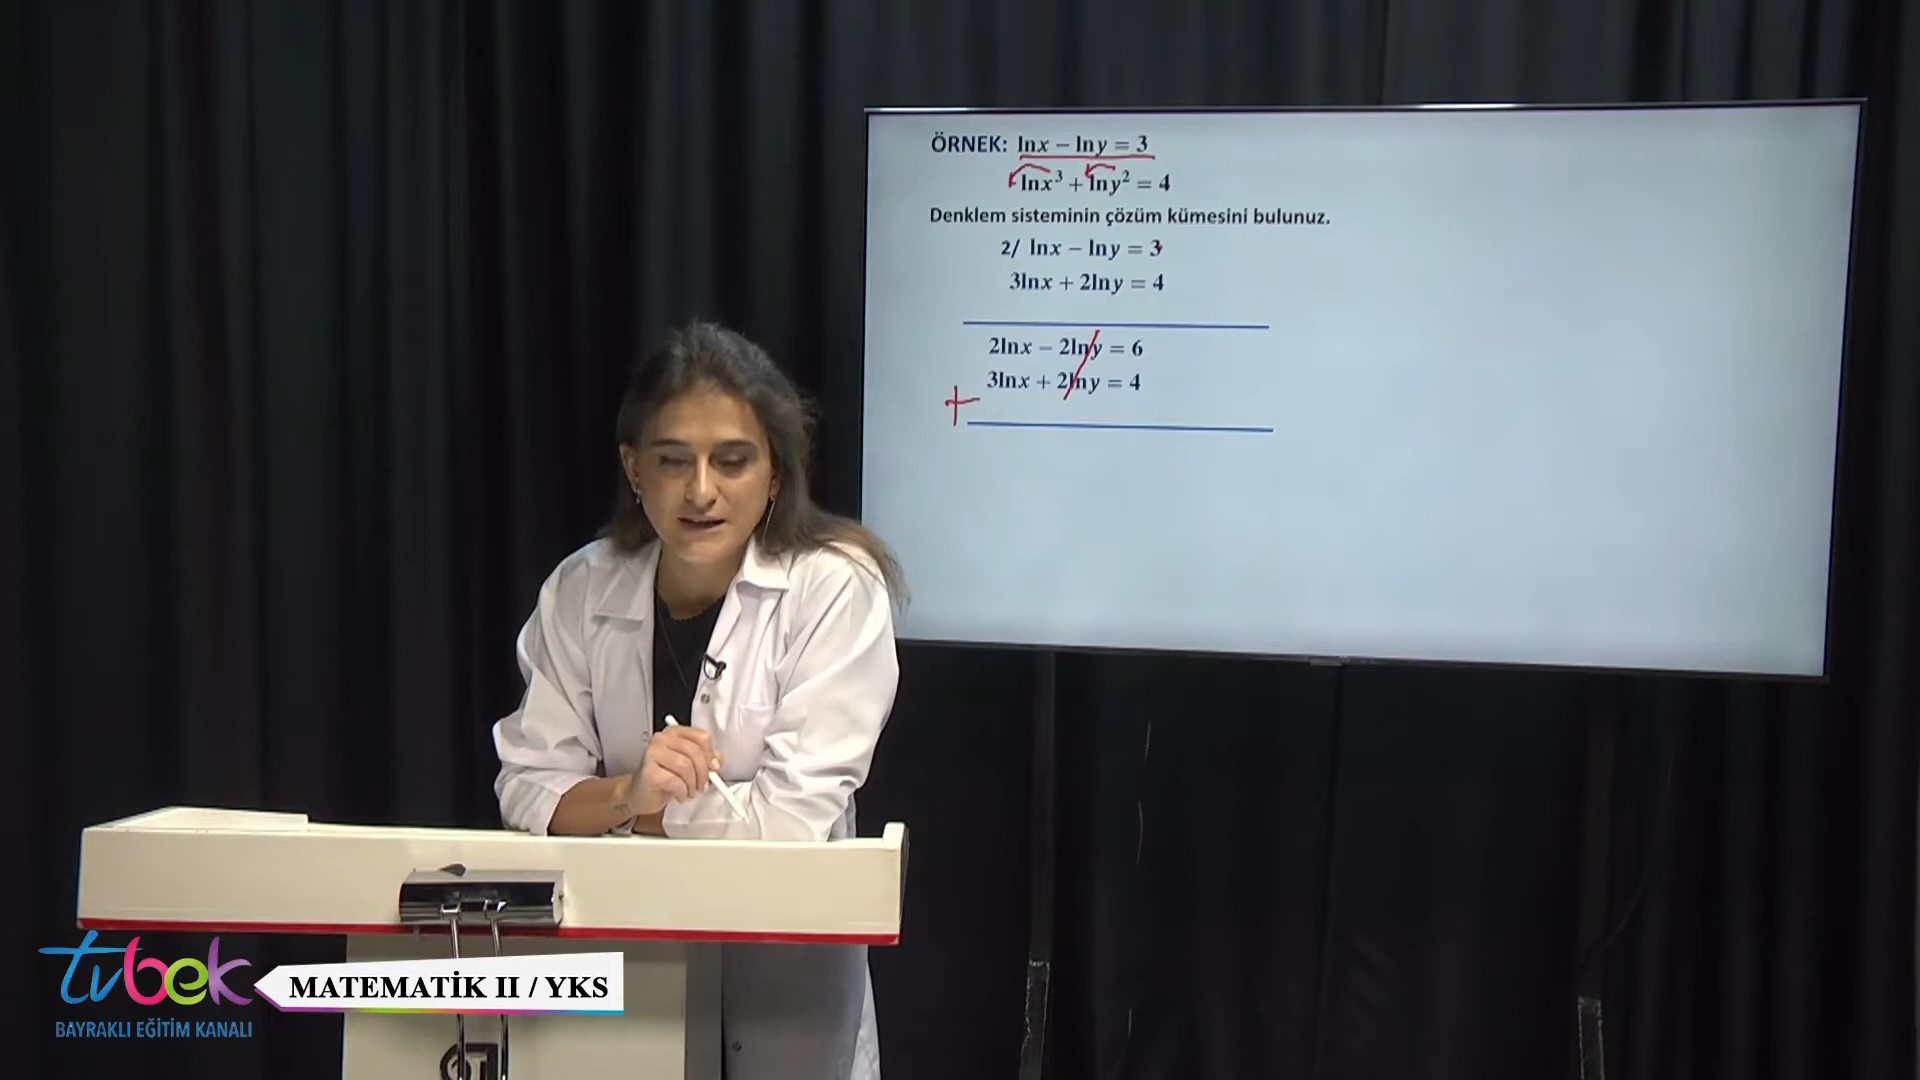 ÖRNEK: lnx − lny = 3
lnx³ + lny² = 4
Denklem sisteminin çözüm kümesini bulunuz.
2/ lnx − lny = 3
3lnx + 2lny = 4
2lnx − 2lny = 6
3lnx + 2lny = 4
+
tvbek
BAYRAKLI EĞİTİM KANALI
MATEMATİK II / YKS